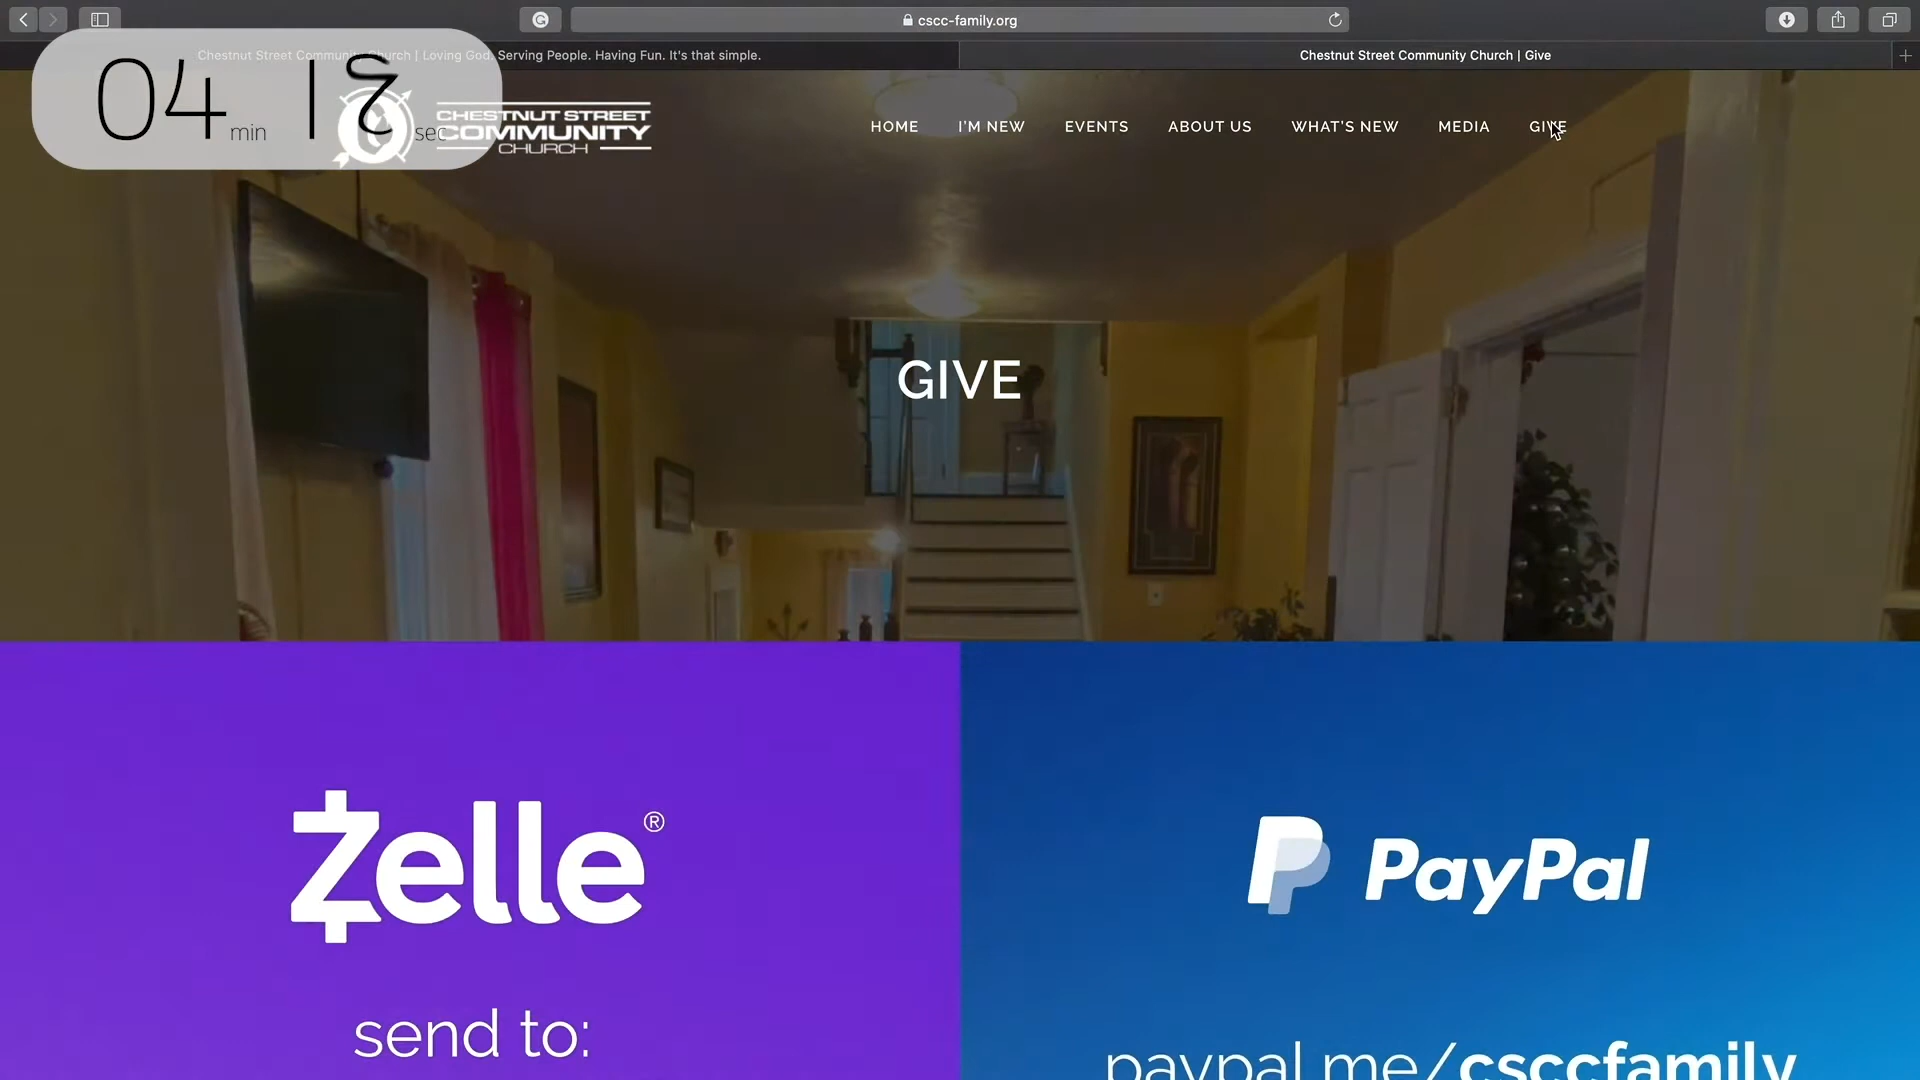 cscc-family.org
Chestnut Street Community Church | Loving God. Serving People. Having Fun. It's that simple.
Chestnut Street Community Church | Give
04 min 1 sec
CHESTNUT STREET
COMMUNITY
CHURCH
HOME I'M NEW EVENTS ABOUT US WHAT'S NEW MEDIA GIVE
GIVE
Zelle®
PayPal
send to:
paypal.me/csccfamily